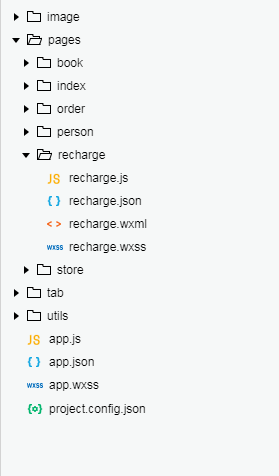 image
pages
book
index
order
person
recharge
JS recharge.js
{ } recharge.json
< > recharge.wxml
wxss recharge.wxss
store
tab
utils
JS app.js
{ } app.json
wxss app.wxss
{o} project.config.json